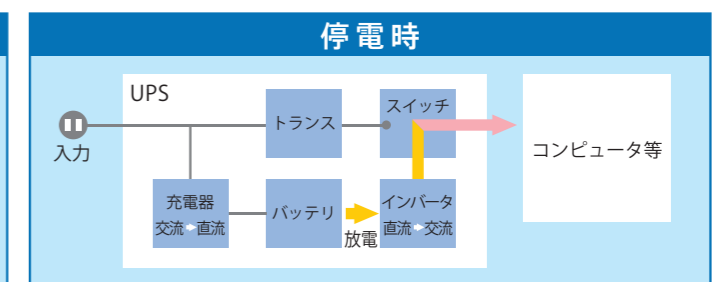 停電時
UPS
トランス
スイッチ
入力
コンピュータ等
充電器
交流 直流
バッテリ
放電
インバータ
直流 交流